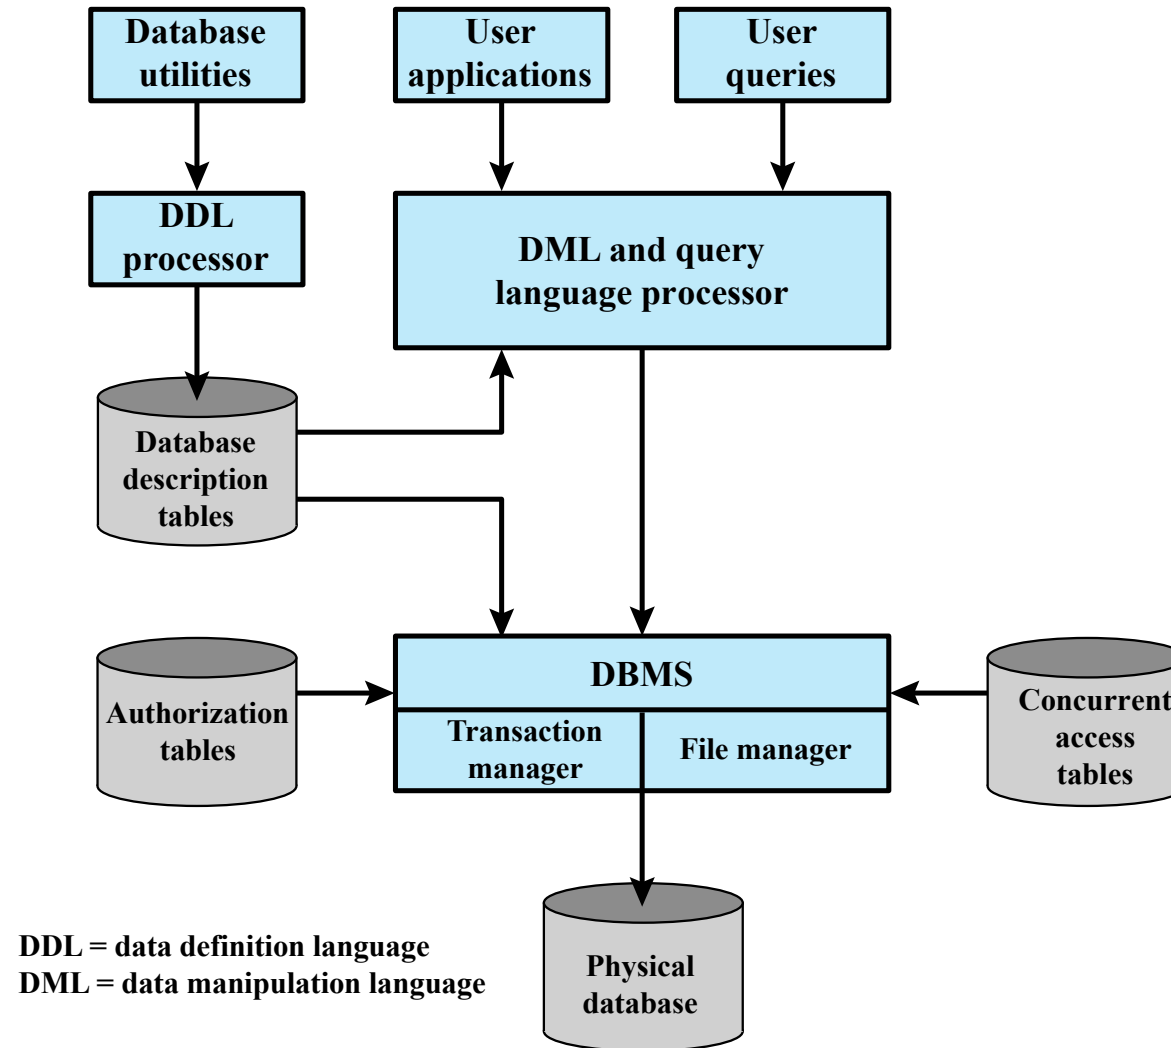 Database
utilities
User
applications
User
queries
DDL
processor
DML and query
language processor
Database
description
tables
Authorization
tables
DBMS
Transaction
manager
File manager
Concurrent
access
tables
Physical
database
DDL = data definition language
DML = data manipulation language